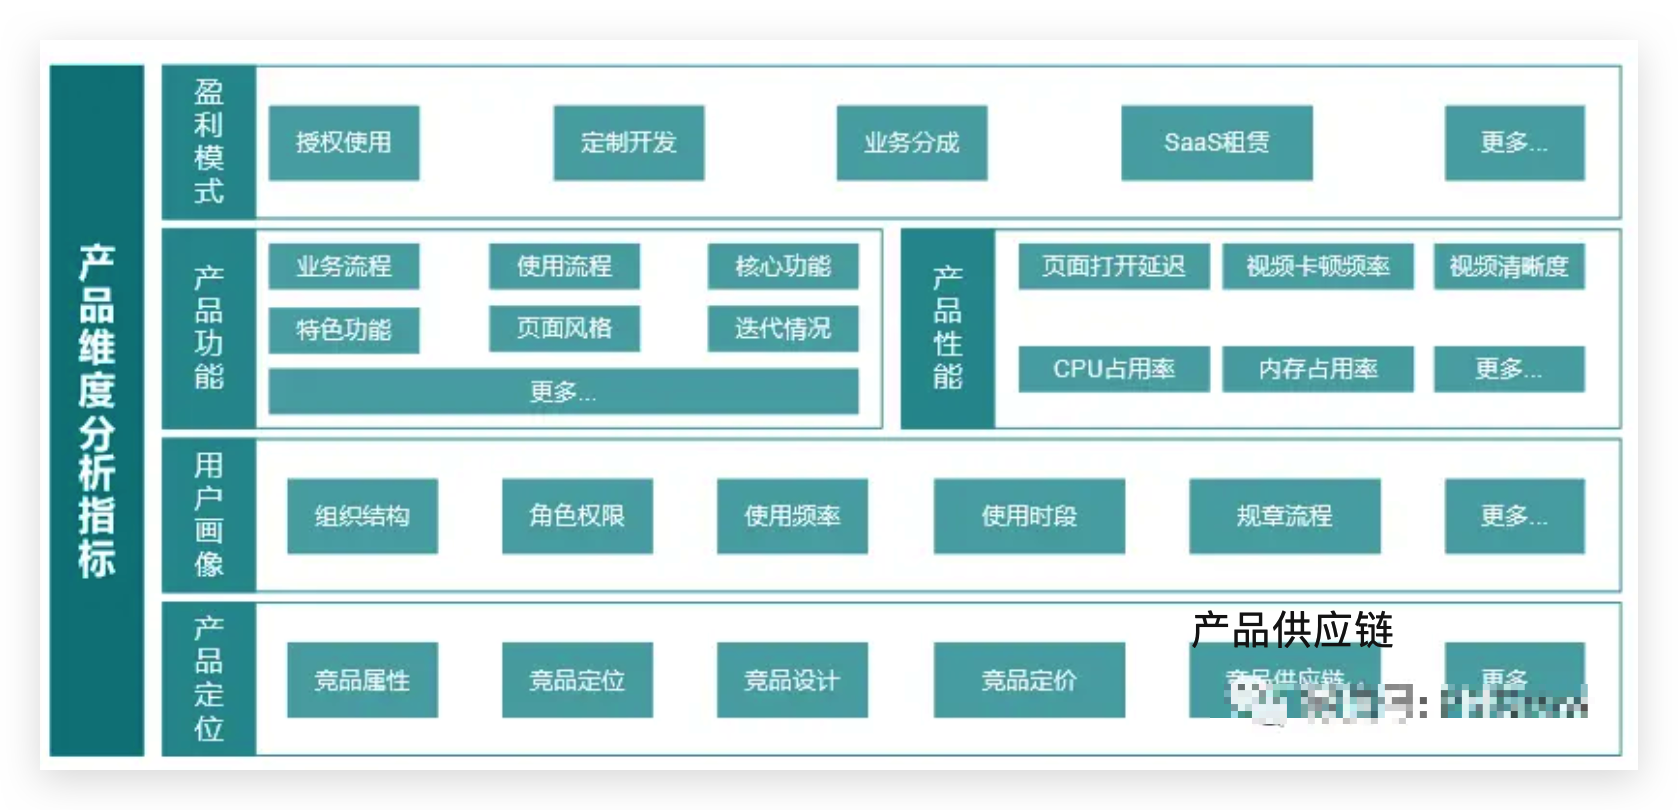 产品维度分析指标
盈利模式
授权使用
定制开发
业务分成
SaaS租赁
更多...
产品功能
业务流程
使用流程
核心功能
特色功能
页面风格
迭代情况
更多...
产品性能
页面打开延迟
视频卡顿频率
视频清晰度
CPU占用率
内存占用率
更多...
用户画像
组织结构
角色权限
使用频率
使用时段
规章流程
更多...
产品定位
竞品属性
竞品定位
竞品设计
竞品定价
产品供应链
竞品供应链
更多